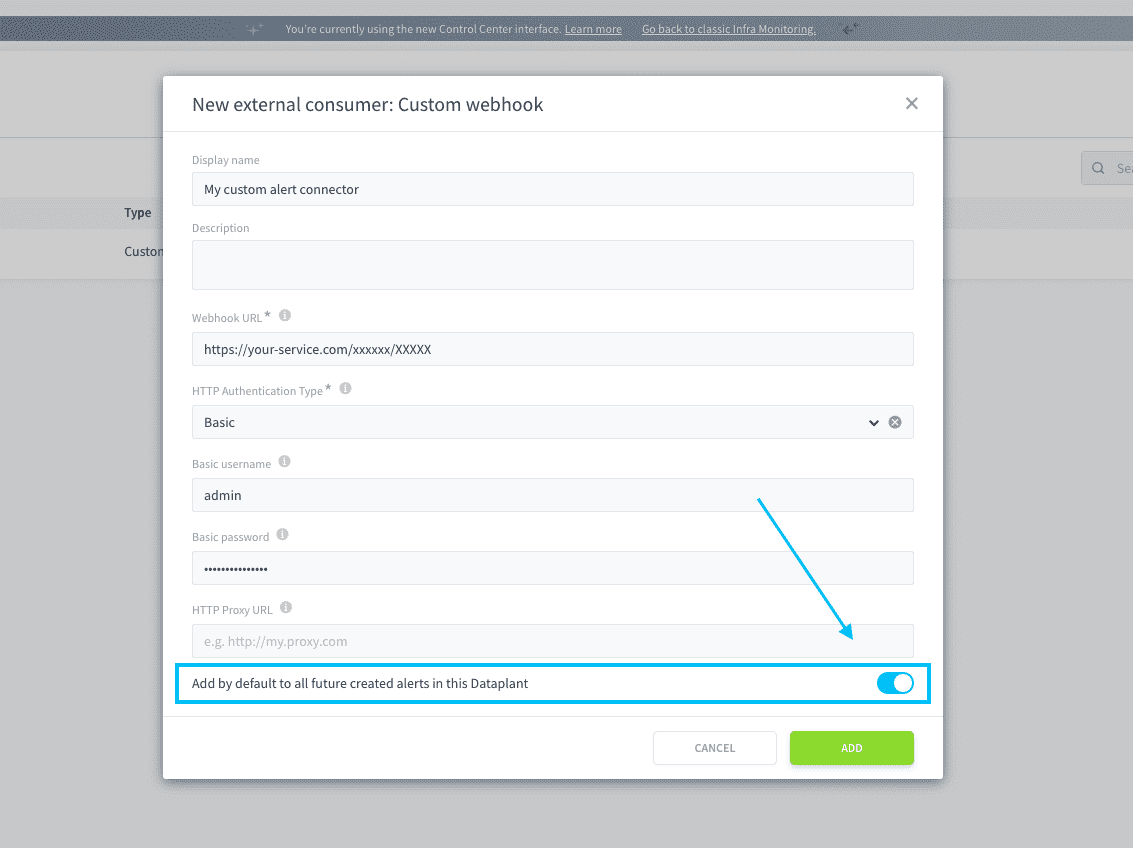 You're currently using the new Control Center interface. Learn more Go back to classic Infra Monitoring.
New external consumer: Custom webhook
Display name
My custom alert connector
Type
Description
Webhook URL*
https://your-service.com/xxxxxx/XXXXX
HTTP Authentication Type*
Basic
Basic username
admin
Basic password
•••••••••••••••
HTTP Proxy URL
e.g. http://my.proxy.com
Add by default to all future created alerts in this Dataplant
CANCEL ADD